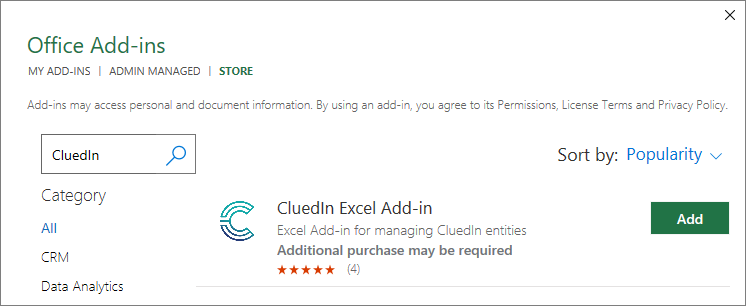 Office Add-ins
MY ADD-INS | ADMIN MANAGED | STORE
Add-ins may access personal and document information. By using an add-in, you agree to its Permissions, License Terms and Privacy Policy.
CluedIn
Sort by: Popularity
Category
All
CRM
Data Analytics
CluedIn Excel Add-in
Excel Add-in for managing CluedIn entities
Additional purchase may be required
(4)
Add